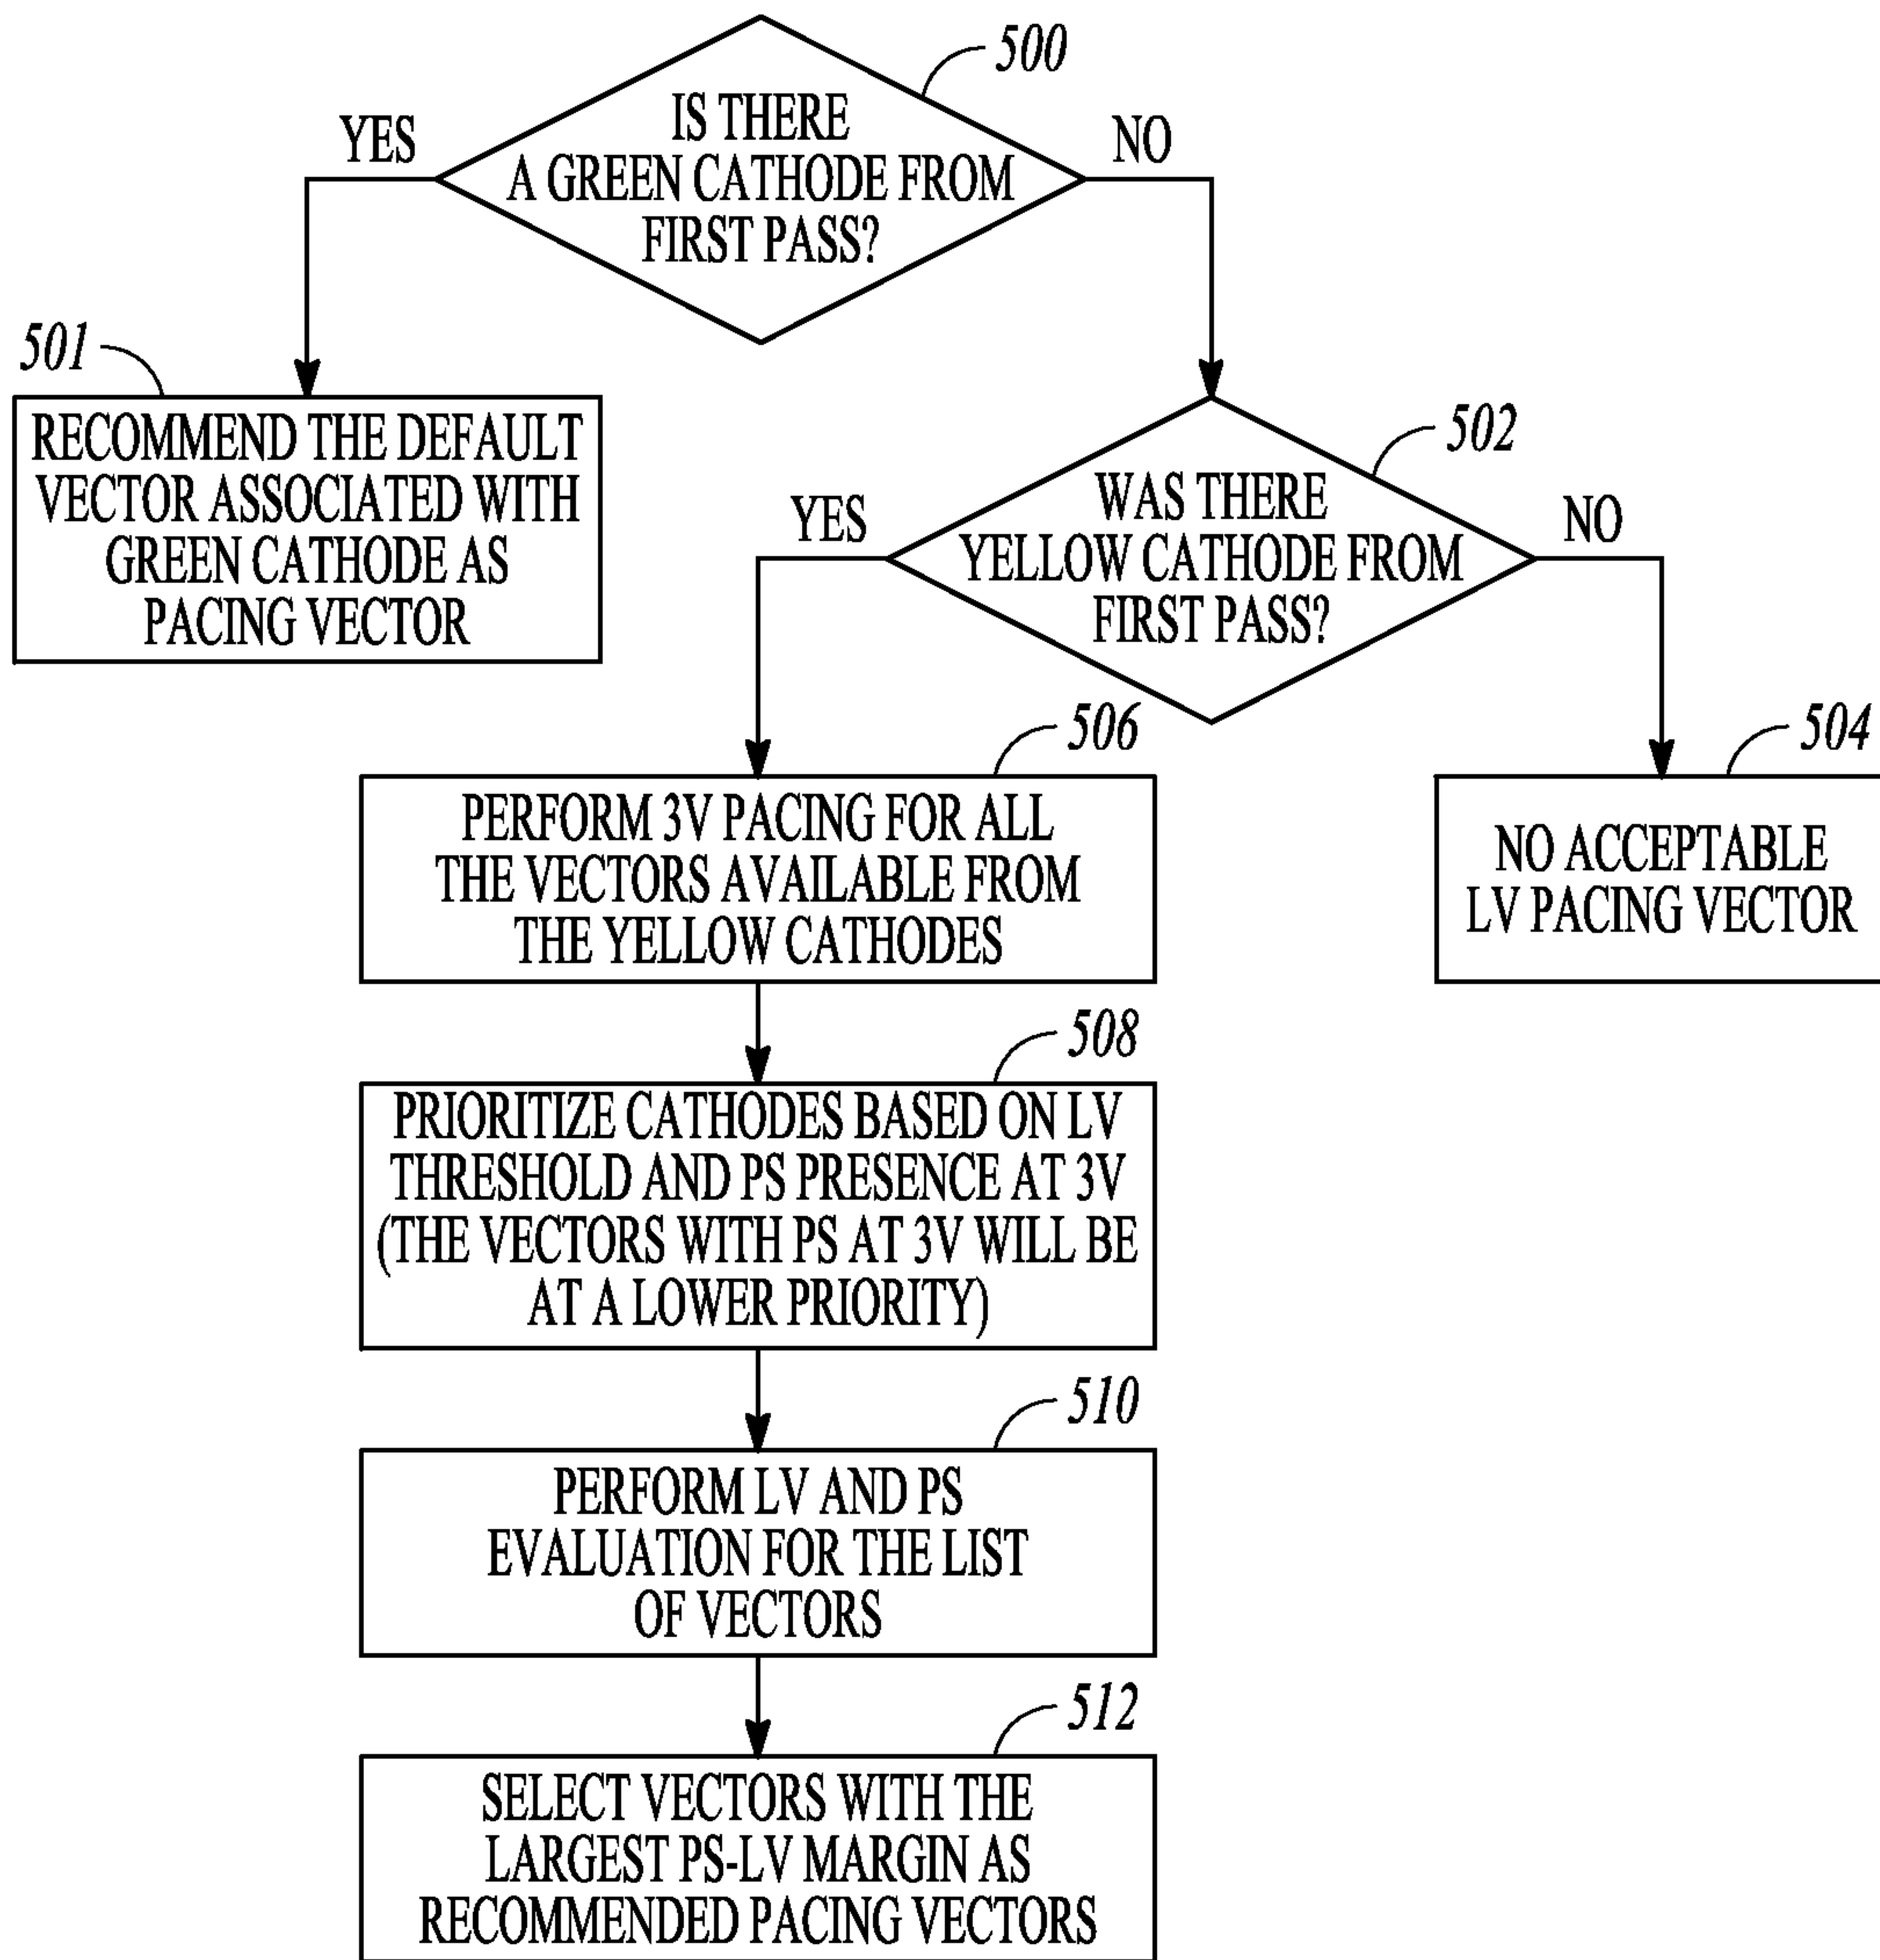 500
IS THERE
A GREEN CATHODE FROM
FIRST PASS?
YES
NO
501
RECOMMEND THE DEFAULT
VECTOR ASSOCIATED WITH
GREEN CATHODE AS
PACING VECTOR
502
WAS THERE
YELLOW CATHODE FROM
FIRST PASS?
YES
NO
506
PERFORM 3V PACING FOR ALL
THE VECTORS AVAILABLE FROM
THE YELLOW CATHODES
504
NO ACCEPTABLE
LV PACING VECTOR
508
PRIORITIZE CATHODES BASED ON LV
THRESHOLD AND PS PRESENCE AT 3V
(THE VECTORS WITH PS AT 3V WILL BE
AT A LOWER PRIORITY)
510
PERFORM LV AND PS
EVALUATION FOR THE LIST
OF VECTORS
512
SELECT VECTORS WITH THE
LARGEST PS-LV MARGIN AS
RECOMMENDED PACING VECTORS